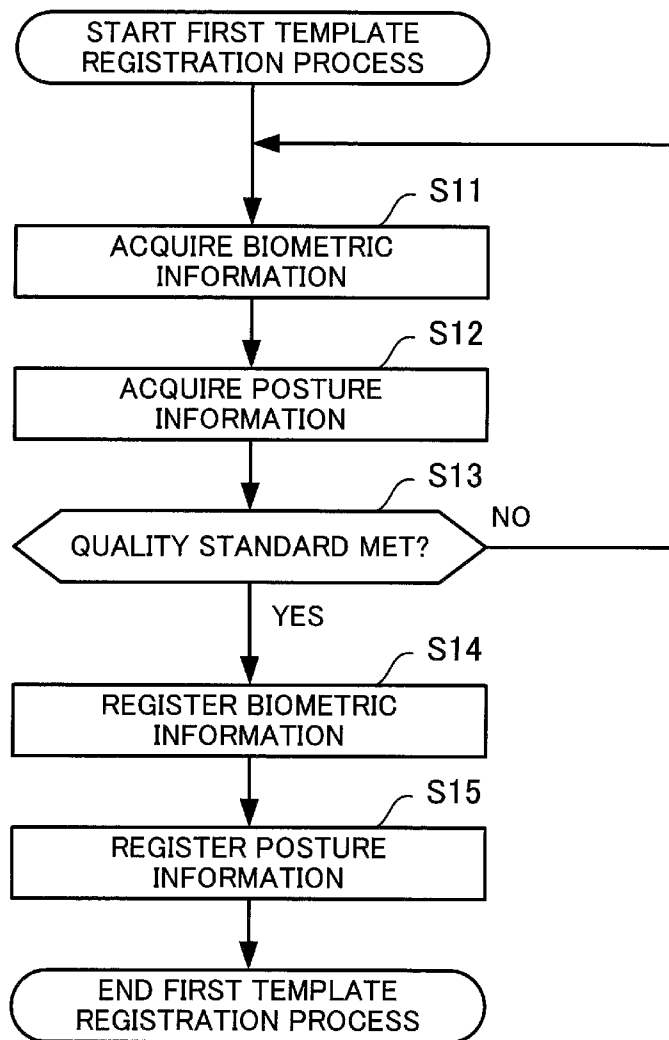 START FIRST TEMPLATE
REGISTRATION PROCESS
S11
ACQUIRE BIOMETRIC
INFORMATION
S12
ACQUIRE POSTURE
INFORMATION
S13
QUALITY STANDARD MET?
NO
YES
S14
REGISTER BIOMETRIC
INFORMATION
S15
REGISTER POSTURE
INFORMATION
END FIRST TEMPLATE
REGISTRATION PROCESS